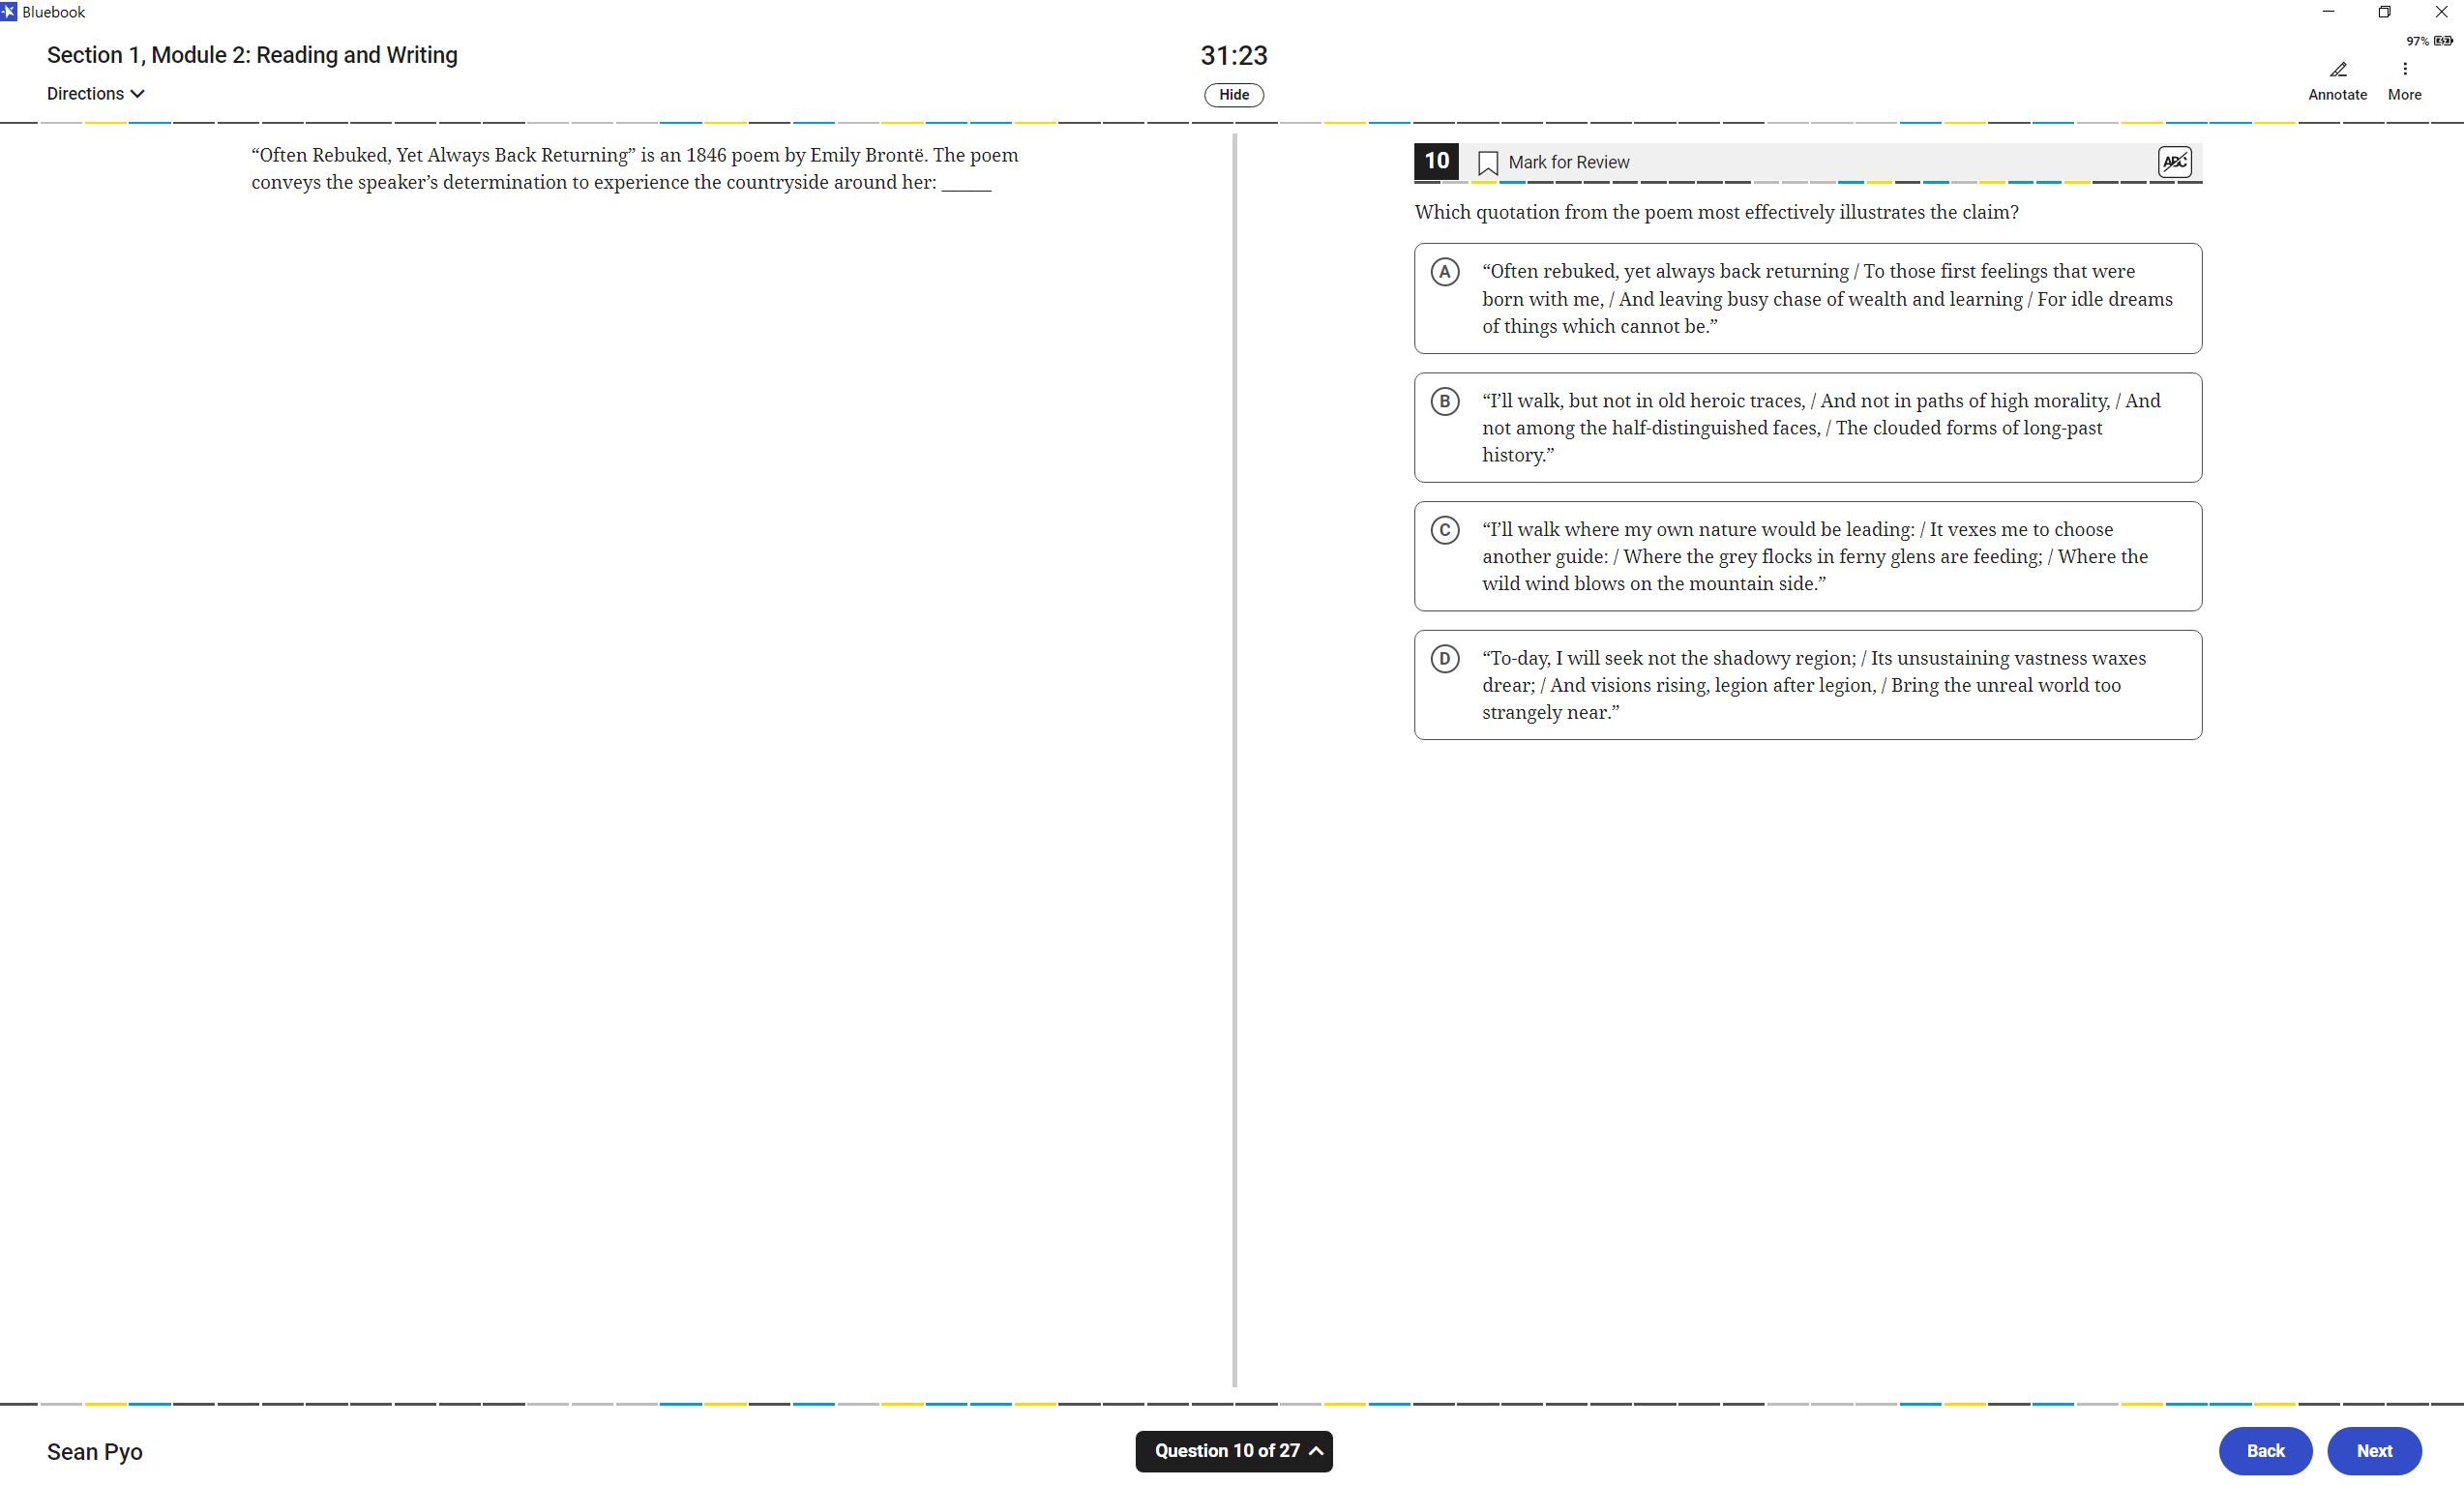 Bluebook
Section 1, Module 2: Reading and Writing
Directions
31:23
Hide
97%
Annotate
More
“Often Rebuked, Yet Always Back Returning” is an 1846 poem by Emily Brontë. The poem
conveys the speaker’s determination to experience the countryside around her: ______
10
Mark for Review
ABC
Which quotation from the poem most effectively illustrates the claim?
A
“Often rebuked, yet always back returning / To those first feelings that were
born with me, / And leaving busy chase of wealth and learning / For idle dreams
of things which cannot be.”
B
“I’ll walk, but not in old heroic traces, / And not in paths of high morality, / And
not among the half-distinguished faces, / The clouded forms of long-past
history.”
C
“I’ll walk where my own nature would be leading: / It vexes me to choose
another guide: / Where the grey flocks in ferny glens are feeding; / Where the
wild wind blows on the mountain side.”
D
“To-day, I will seek not the shadowy region; / Its unsustaining vastness waxes
drear; / And visions rising, legion after legion, / Bring the unreal world too
strangely near.”
Sean Pyo
Question 10 of 27
Back
Next